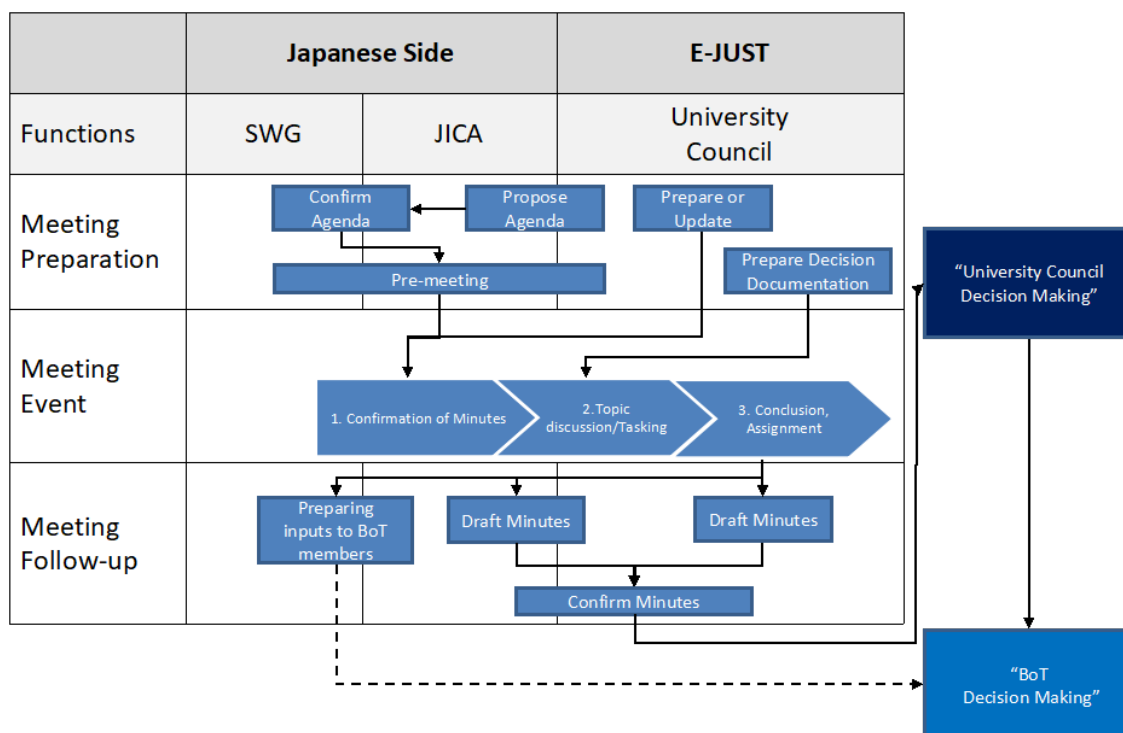 Japanese Side
E-JUST
Functions
SWG
JICA
University
Council
Meeting
Preparation
Confirm
Agenda
Propose
Agenda
Prepare or
Update
Pre-meeting
Prepare Decision
Documentation
“University Council
Decision Making”
Meeting
Event
1. Confirmation of Minutes
2.Topic
discussion/Tasking
3. Conclusion,
Assignment
Meeting
Follow-up
Preparing
inputs to BoT
members
Draft Minutes
Draft Minutes
Confirm Minutes
“BoT
Decision Making”